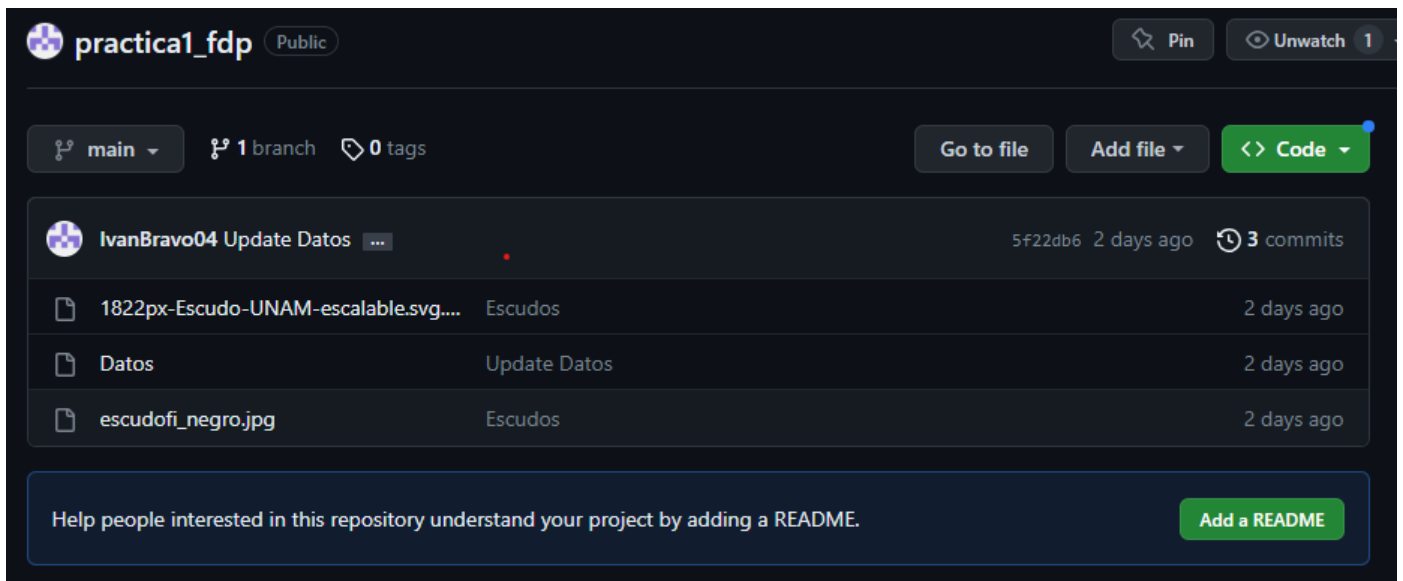 practica1_fdp Public Pin Unwatch 1
main 1 branch 0 tags Go to file Add file Code
IvanBravo04 Update Datos ... 5f22db6 2 days ago 3 commits
1822px-Escudo-UNAM-escalable.svg.... Escudos 2 days ago
Datos Update Datos 2 days ago
escudofi_negro.jpg Escudos 2 days ago
Help people interested in this repository understand your project by adding a README. Add a README